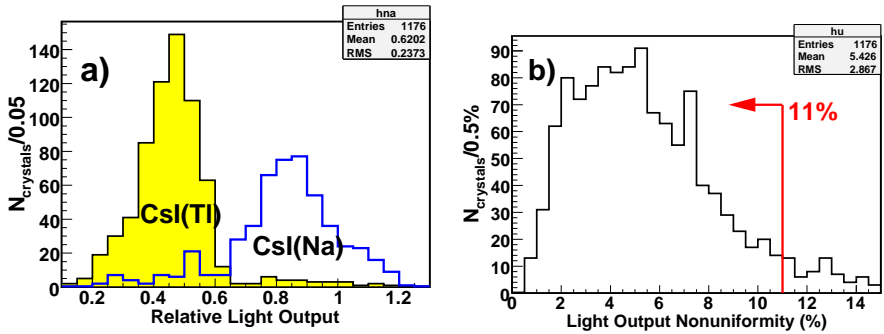 hna
Entries 1176
Mean 0.6202
RMS 0.2373
a)
N_crystals/0.05
140
120
100
80
60
40
20
0
CsI(Tl)
CsI(Na)
0.2 0.4 0.6 0.8 1 1.2
Relative Light Output
hu
Entries 1176
Mean 5.426
RMS 2.867
b)
N_crystals/0.5%
90
80
70
60
50
40
30
20
10
0
11%
0 2 4 6 8 10 12 14
Light Output Nonuniformity (%)